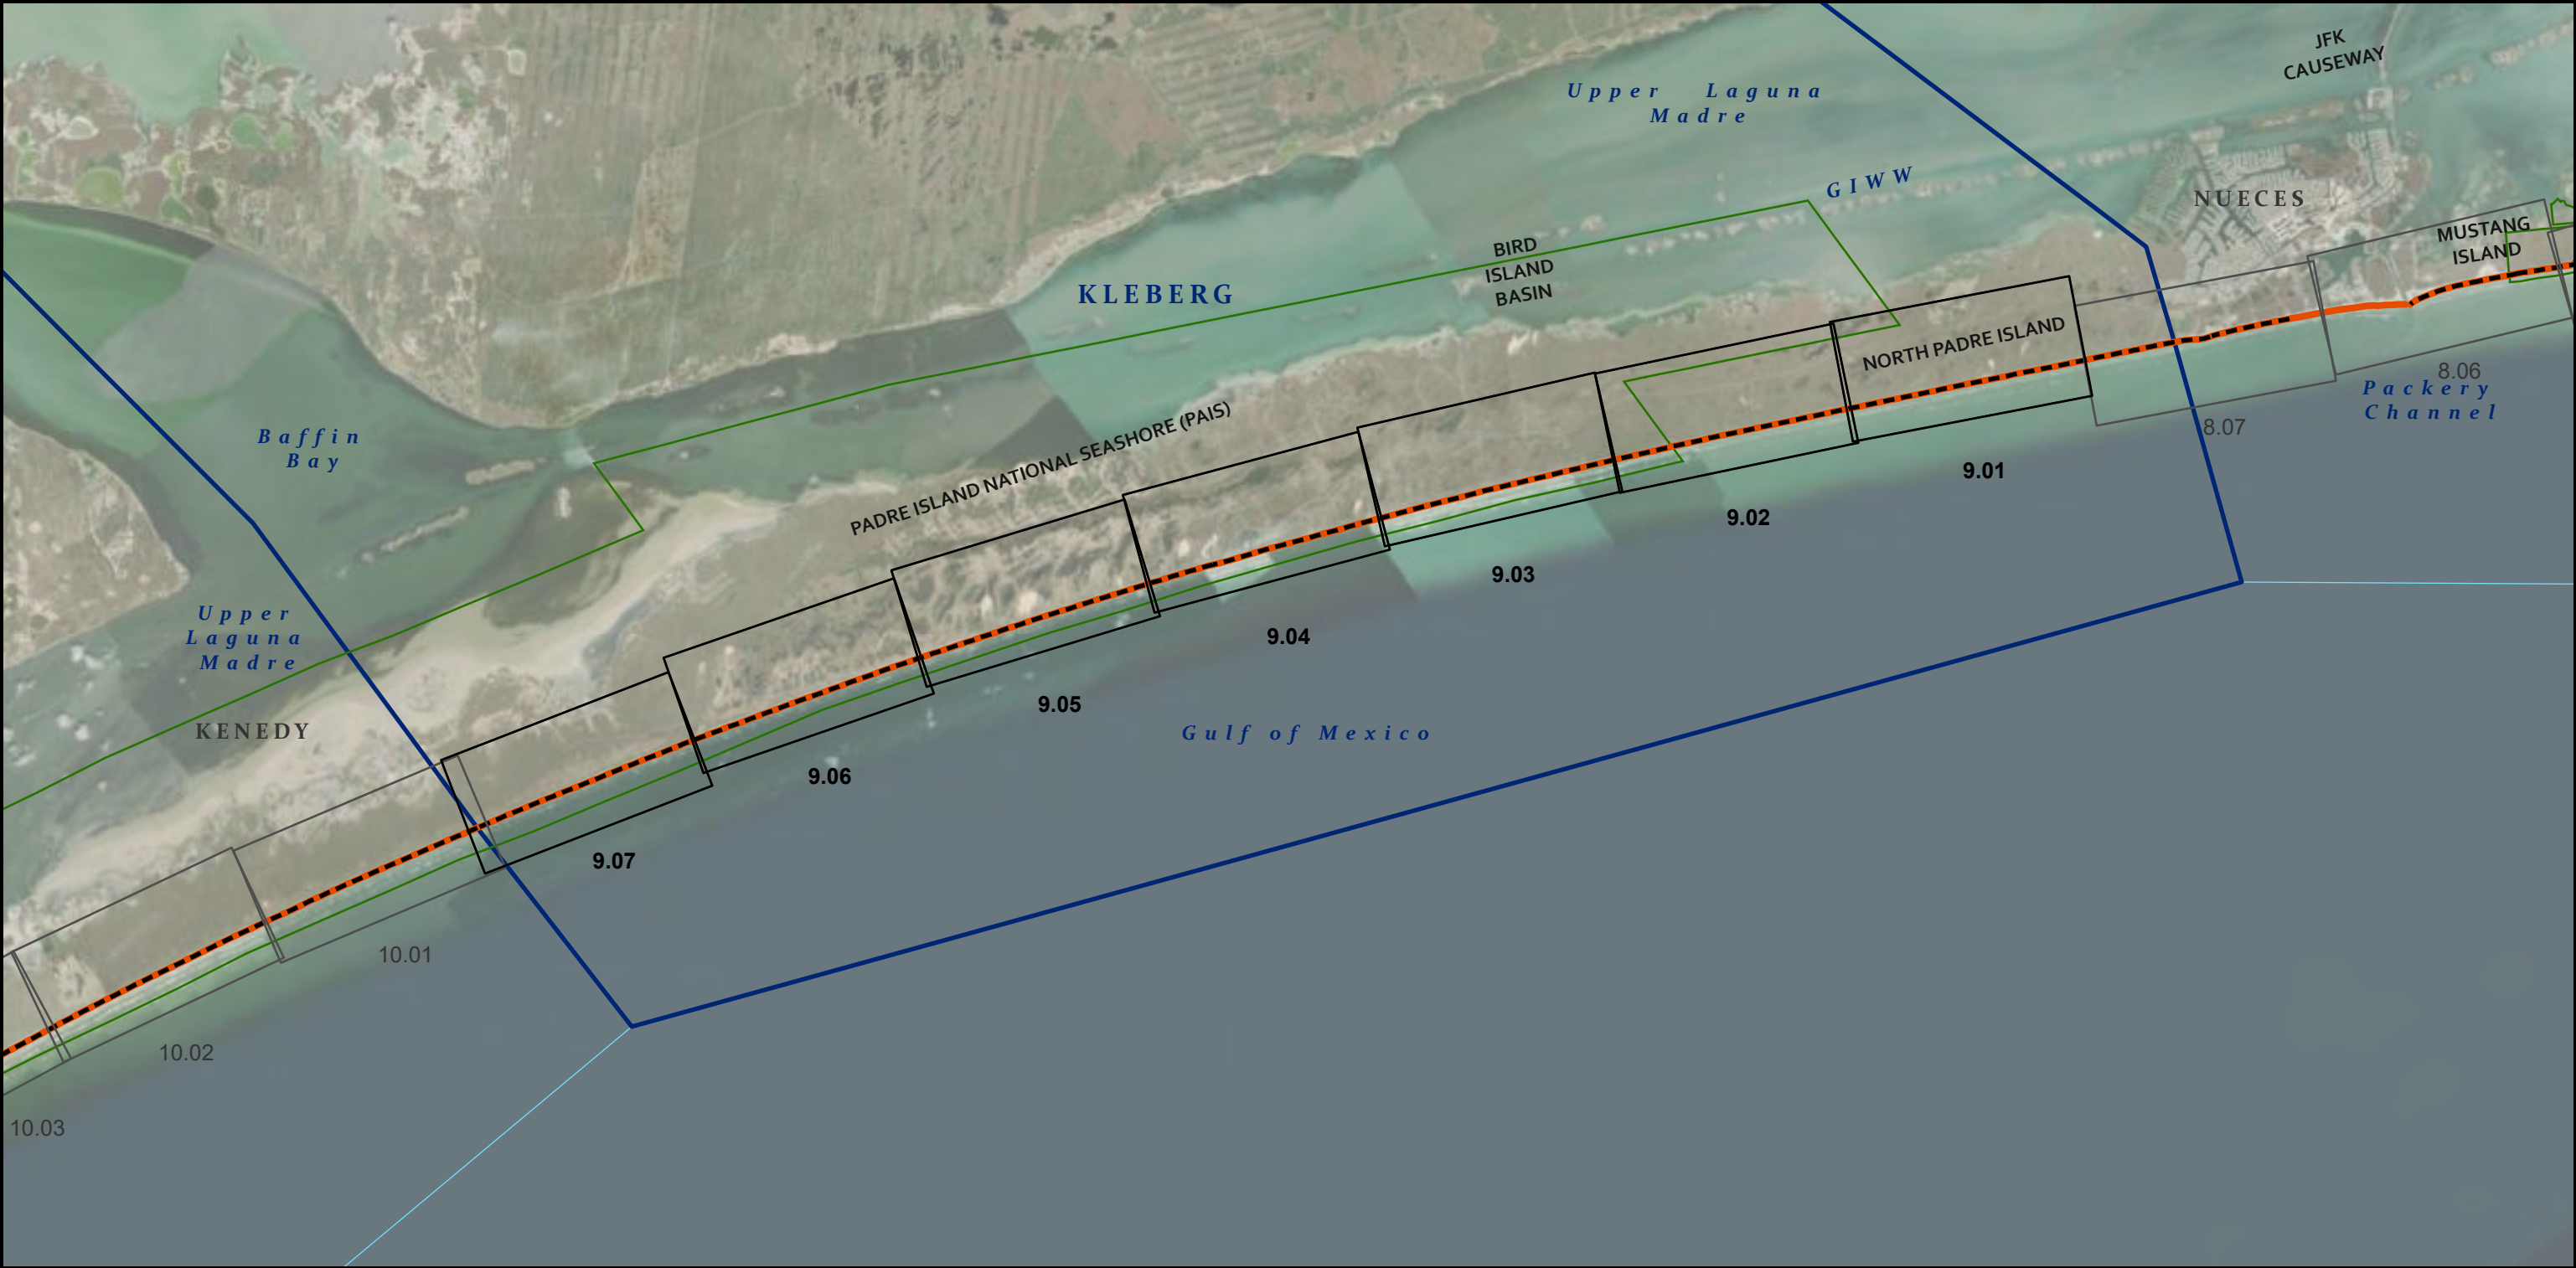 JFK
CAUSEWAY
Upper Laguna
Madre
GIWW
NUECES
MUSTANG
ISLAND
BIRD
ISLAND
BASIN
KLEBERG
NORTH PADRE ISLAND
8.06
Packery
Channel
8.07
PADRE ISLAND NATIONAL SEASHORE (PAIS)
Baffin
Bay
9.01
9.02
9.03
Upper
Laguna
Madre
9.04
9.05
KENEDY
Gulf of Mexico
9.06
9.07
10.01
10.02
10.03